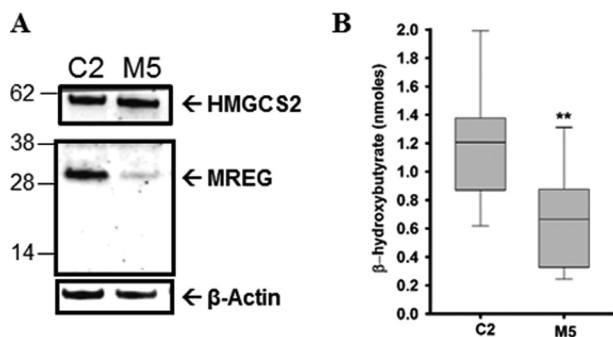 A
C2 M5
62
← HMGCS2
38
28
← MREG
14
← β-Actin
B
β-hydroxybutyrate (nmoles)
2.0
1.8
1.6
1.4
1.2
1.0
0.8
0.6
0.4
0.2
0.0
**
C2 M5